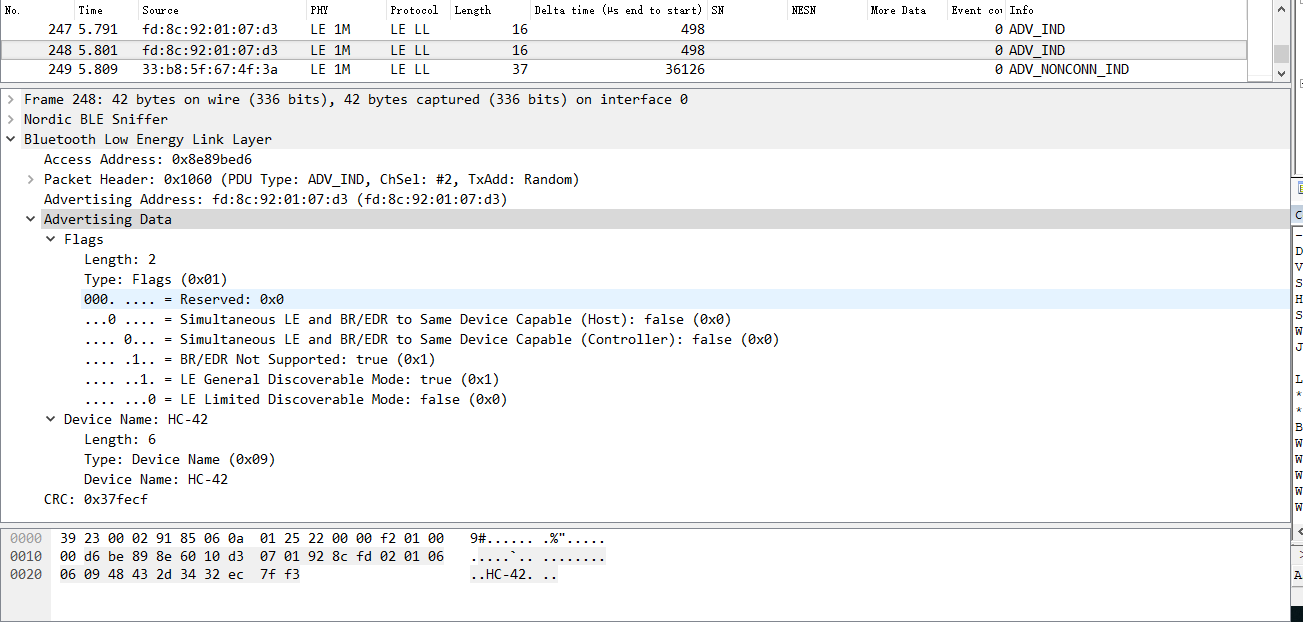 No. Time Source PHY Protocol Length Delta time (µs end to start) SN NESN More Data Event cou Info
247 5.791 fd:8c:92:01:07:d3 LE 1M LE LL 16 498 0 ADV_IND
248 5.801 fd:8c:92:01:07:d3 LE 1M LE LL 16 498 0 ADV_IND
249 5.809 33:b8:5f:67:4f:3a LE 1M LE LL 37 36126 0 ADV_NONCONN_IND
Frame 248: 42 bytes on wire (336 bits), 42 bytes captured (336 bits) on interface 0
Nordic BLE Sniffer
Bluetooth Low Energy Link Layer
Access Address: 0x8e89bed6
Packet Header: 0x1060 (PDU Type: ADV_IND, ChSel: #2, TxAdd: Random)
Advertising Address: fd:8c:92:01:07:d3 (fd:8c:92:01:07:d3)
Advertising Data
Flags
Length: 2
Type: Flags (0x01)
000. .... = Reserved: 0x0
...0 .... = Simultaneous LE and BR/EDR to Same Device Capable (Host): false (0x0)
.... 0... = Simultaneous LE and BR/EDR to Same Device Capable (Controller): false (0x0)
.... .1.. = BR/EDR Not Supported: true (0x1)
.... ..1. = LE General Discoverable Mode: true (0x1)
.... ...0 = LE Limited Discoverable Mode: false (0x0)
Device Name: HC-42
Length: 6
Type: Device Name (0x09)
Device Name: HC-42
CRC: 0x37fecf
0000 39 23 00 02 91 85 06 0a 01 25 22 00 00 f2 01 00 9#...... .%".....
0010 00 d6 be 89 8e 60 10 d3 07 01 92 8c fd 02 01 06 .....`.. ........
0020 06 09 48 43 2d 34 32 ec 7f f3 ..HC-42. ..